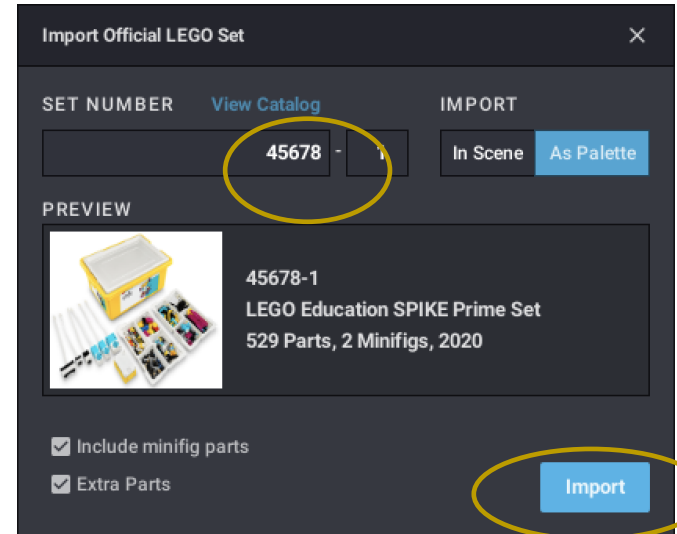 Import Official LEGO Set
SET NUMBER View Catalog IMPORT
45678 - 1 In Scene As Palette
PREVIEW
45678-1
LEGO Education SPIKE Prime Set
529 Parts, 2 Minifigs, 2020
Include minifig parts
Extra Parts
Import